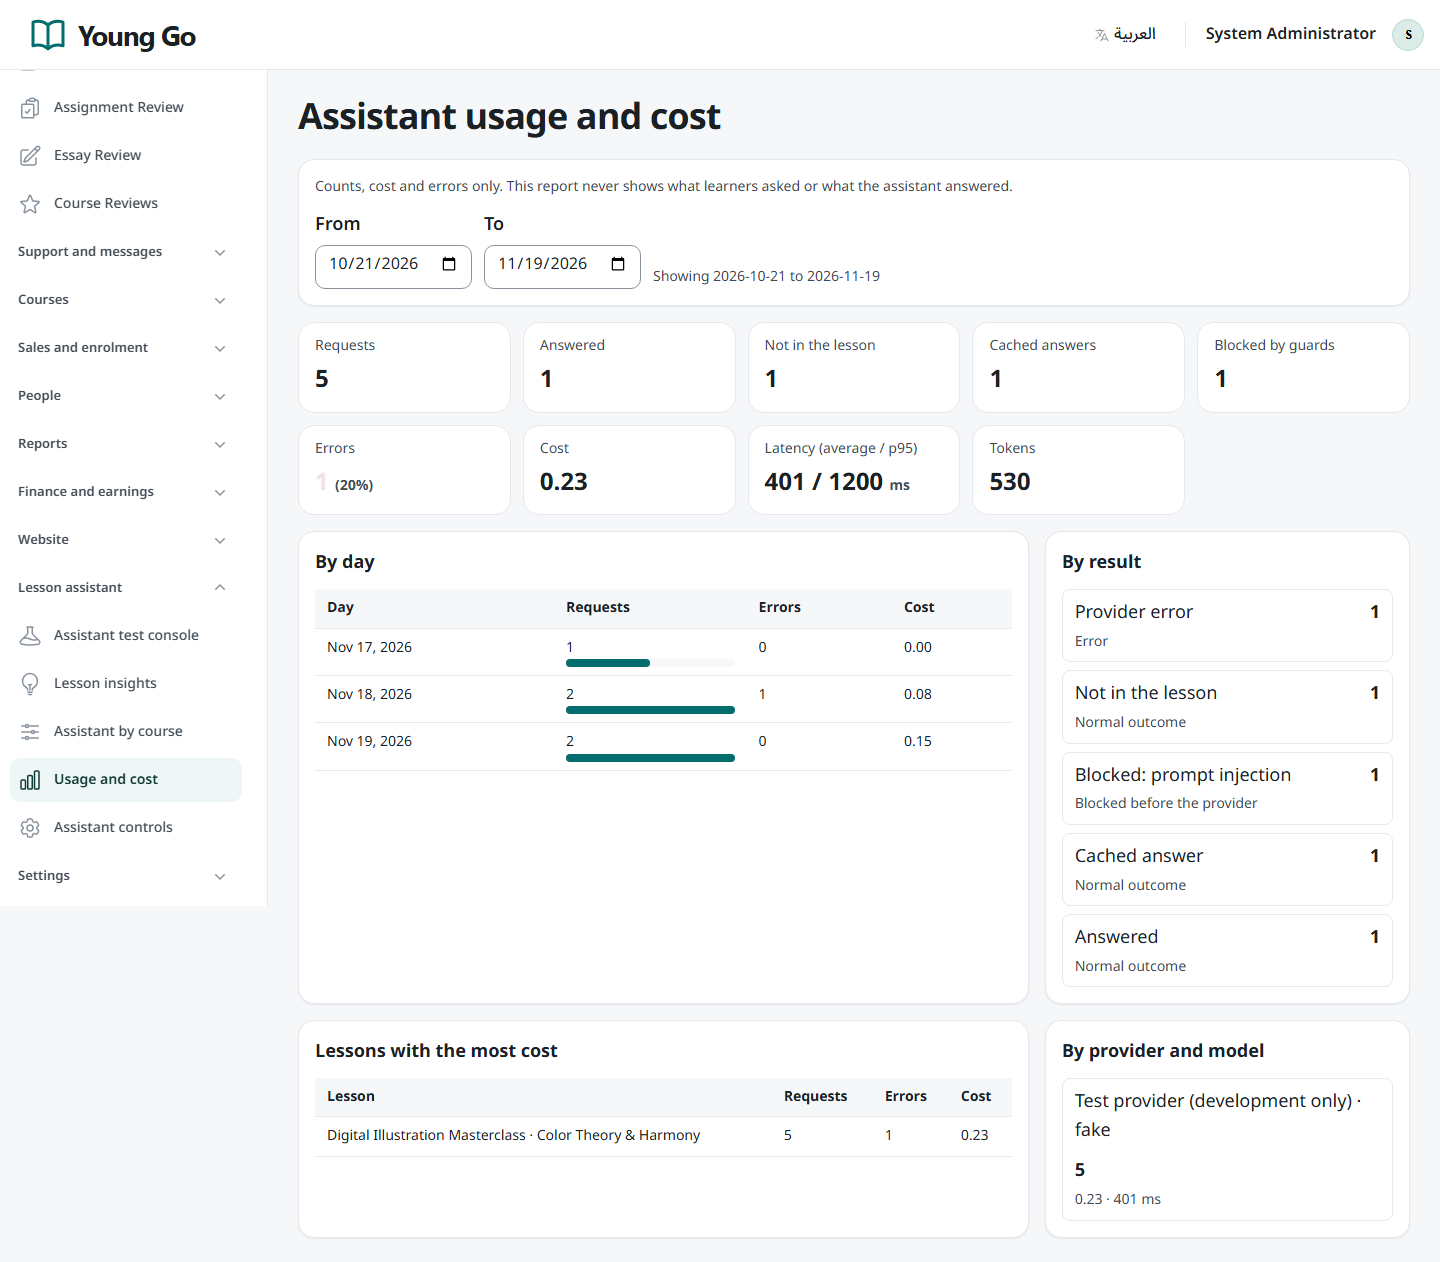 Young Go
العربية
System Administrator
S
Assignment Review
Essay Review
Course Reviews
Support and messages
Courses
Sales and enrolment
People
Reports
Finance and earnings
Website
Lesson assistant
Assistant test console
Lesson insights
Assistant by course
Usage and cost
Assistant controls
Settings
Assistant usage and cost
Counts, cost and errors only. This report never shows what learners asked or what the assistant answered.
From To
10/21/2026 11/19/2026 Showing 2026-10-21 to 2026-11-19
Requests
5
Answered
1
Not in the lesson
1
Cached answers
1
Blocked by guards
1
Errors
1 (20%)
Cost
0.23
Latency (average / p95)
401 / 1200 ms
Tokens
530
By day
Day Requests Errors Cost
Nov 17, 2026 1 0 0.00
Nov 18, 2026 2 1 0.08
Nov 19, 2026 2 0 0.15
By result
Provider error 1
Error
Not in the lesson 1
Normal outcome
Blocked: prompt injection 1
Blocked before the provider
Cached answer 1
Normal outcome
Answered 1
Normal outcome
Lessons with the most cost
Lesson Requests Errors Cost
Digital Illustration Masterclass · Color Theory & Harmony 5 1 0.23
By provider and model
Test provider (development only) ·
fake
5
0.23 · 401 ms